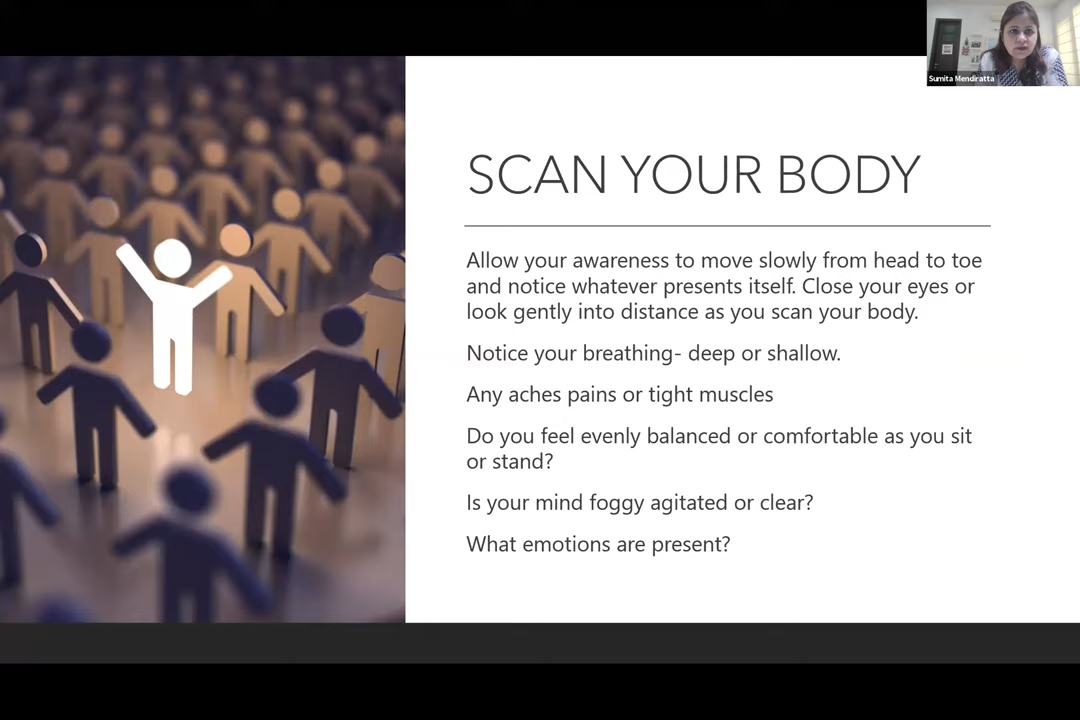 Sumita Mendiratta
SCAN YOUR BODY
Allow your awareness to move slowly from head to toe
and notice whatever presents itself. Close your eyes or
look gently into distance as you scan your body.
Notice your breathing- deep or shallow.
Any aches pains or tight muscles
Do you feel evenly balanced or comfortable as you sit
or stand?
Is your mind foggy agitated or clear?
What emotions are present?